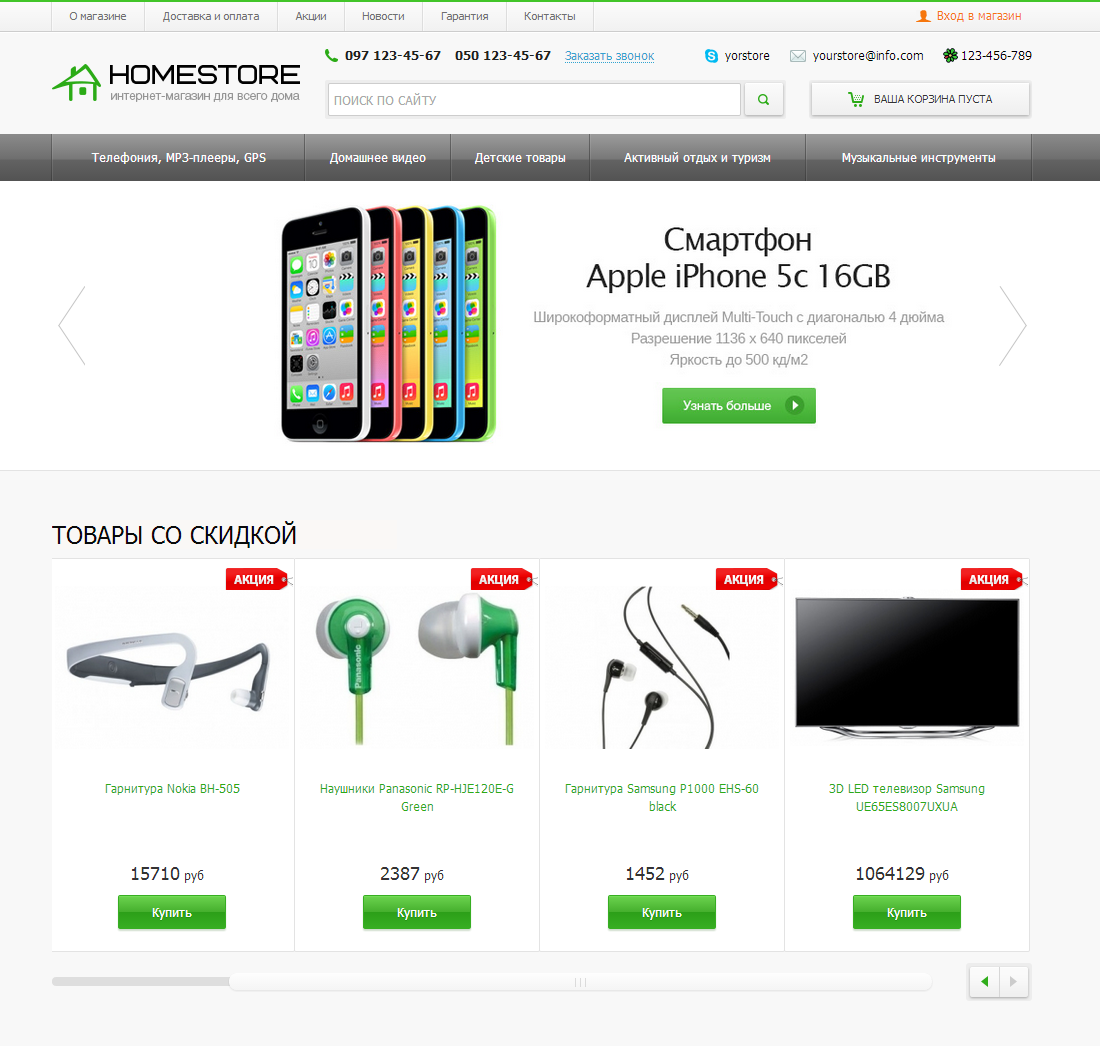 О магазине
Доставка и оплата
Акции
Новости
Гарантия
Контакты
Вход в магазин
HOMESTORE
интернет-магазин для всего дома
097 123-45-67 050 123-45-67 Заказать звонок
yorstore
yourstore@info.com
123-456-789
ПОИСК ПО САЙТУ
ВАША КОРЗИНА ПУСТА
Телефония, МР3-плееры, GPS
Домашнее видео
Детские товары
Активный отдых и туризм
Музыкальные инструменты
Смартфон
Apple iPhone 5c 16GB
Широкоформатный дисплей Multi-Touch с диагональю 4 дюйма
Разрешение 1136 x 640 пикселей
Яркость до 500 кд/м2
Узнать больше
ТОВАРЫ СО СКИДКОЙ
АКЦИЯ
Гарнитура Nokia BH-505
15710 руб
Купить
АКЦИЯ
Panasonic
Наушники Panasonic RP-HJE120E-G
Green
2387 руб
Купить
АКЦИЯ
Гарнитура Samsung P1000 EHS-60
black
1452 руб
Купить
АКЦИЯ
3D LED телевизор Samsung
UE65ES8007UXUA
1064129 руб
Купить